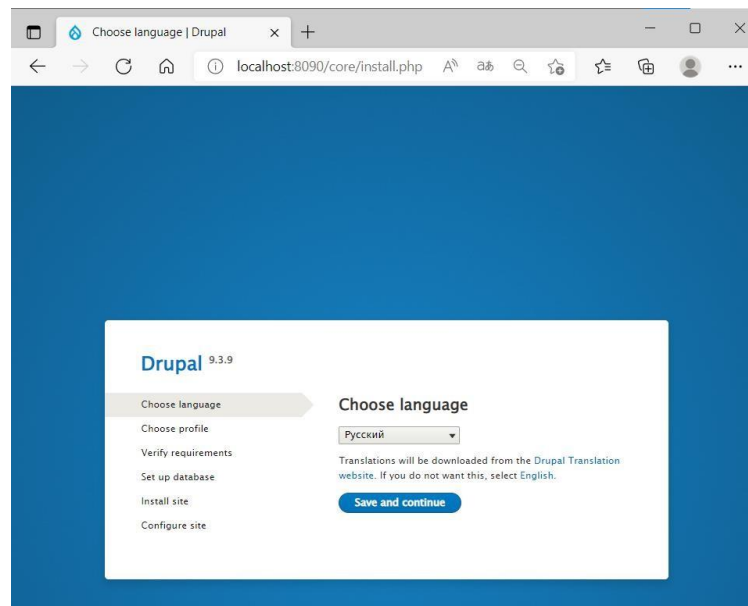 Choose language | Drupal
localhost:8090/core/install.php
Drupal 9.3.9
Choose language
Choose profile
Verify requirements
Set up database
Install site
Configure site
Choose language
Русский
Translations will be downloaded from the Drupal Translation
website. If you do not want this, select English.
Save and continue